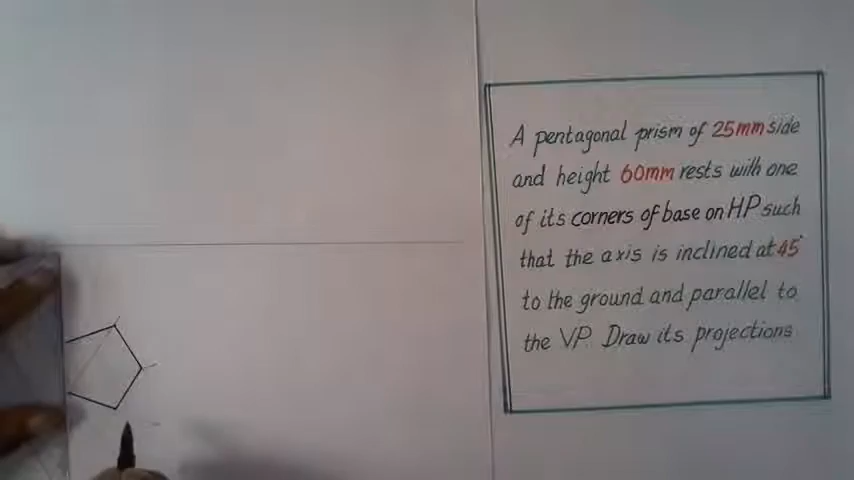 A pentagonal prism of 25mm side
and height 60mm rests with one
of its corners of base on HP such
that the axis is inclined at 45°
to the ground and parallel to
the VP. Draw its projections